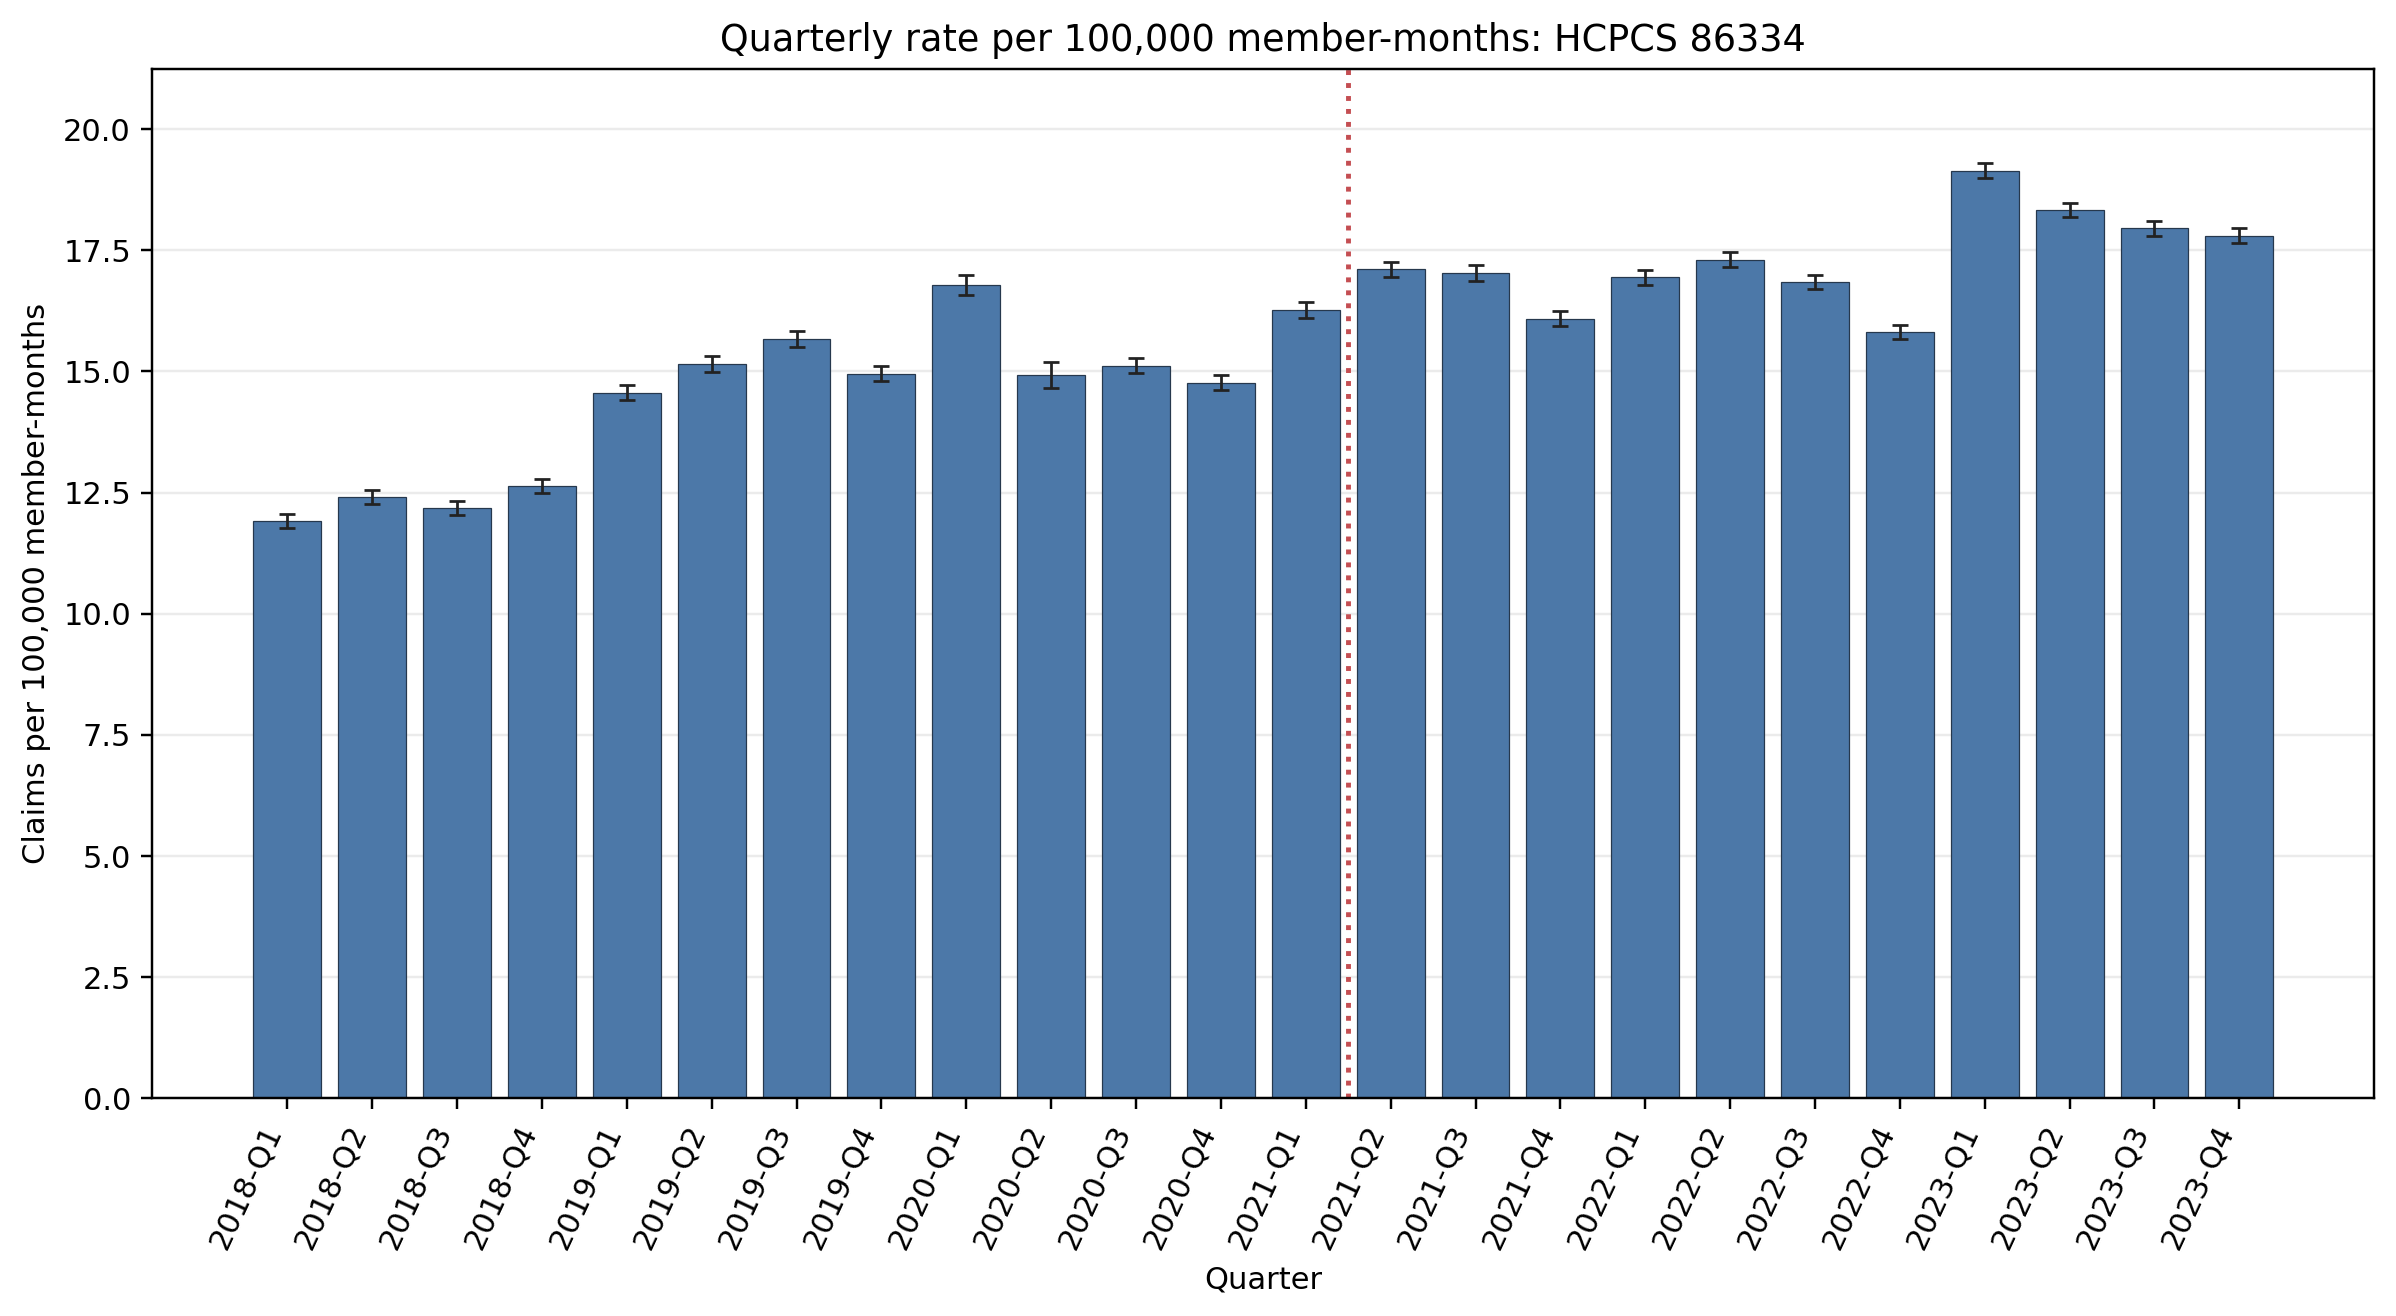 Quarterly rate per 100,000 member-months: HCPCS 86334
Claims per 100,000 member-months
20.0
17.5
15.0
12.5
10.0
7.5
5.0
2.5
0.0
2018-Q1
2018-Q2
2018-Q3
2018-Q4
2019-Q1
2019-Q2
2019-Q3
2019-Q4
2020-Q1
2020-Q2
2020-Q3
2020-Q4
2021-Q1
2021-Q2
2021-Q3
2021-Q4
2022-Q1
2022-Q2
2022-Q3
2022-Q4
2023-Q1
2023-Q2
2023-Q3
2023-Q4
Quarter